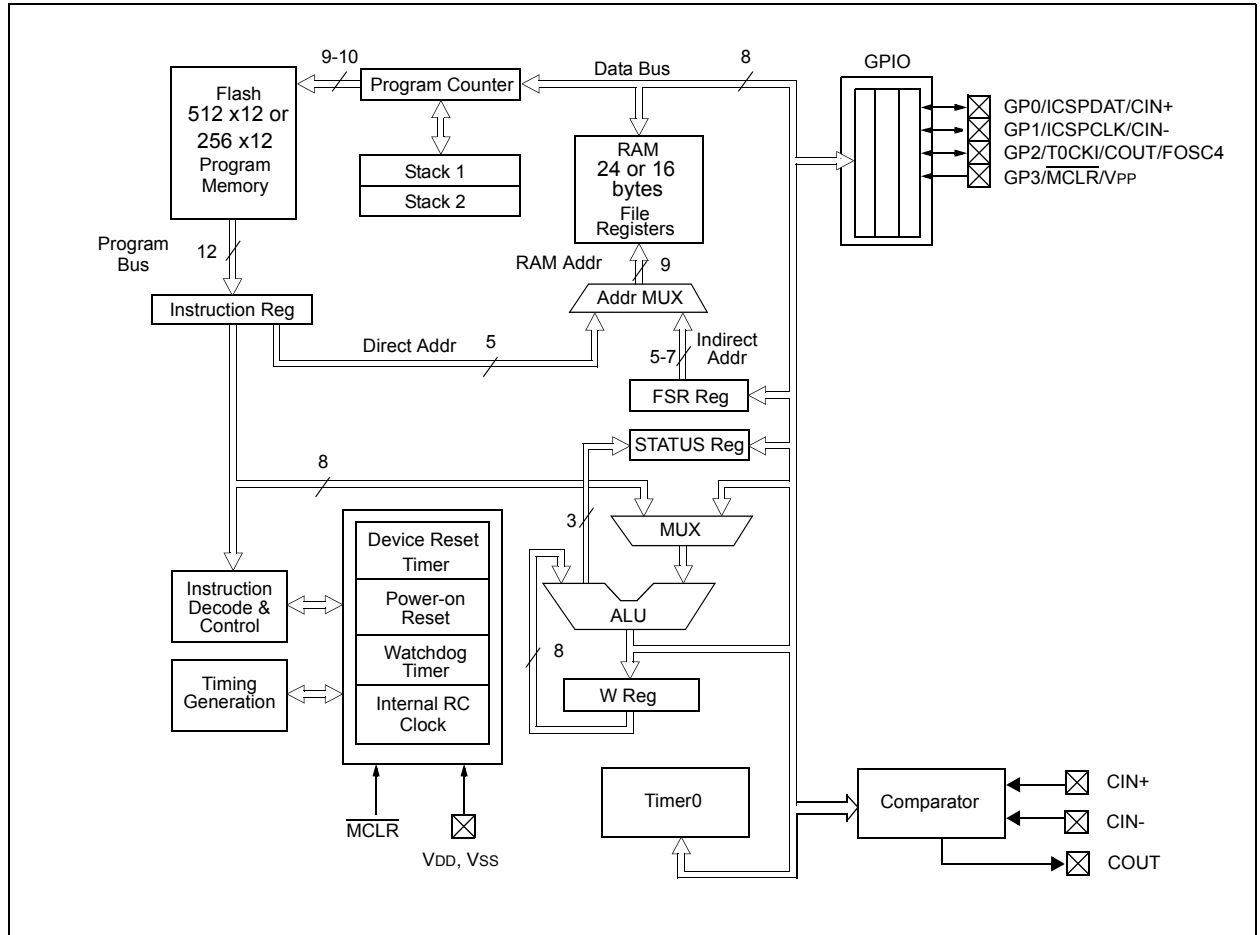 9-10
Program Counter
Data Bus
8
GPIO
Flash
512 x12 or
256 x12
Program
Memory
Stack 1
Stack 2
RAM
24 or 16
bytes
File
Registers
GP0/ICSPDAT/CIN+
GP1/ICSPCLK/CIN-
GP2/T0CKI/COUT/FOSC4
GP3/MCLR/VPP
Program
Bus
12
RAM Addr
9
Instruction Reg
Addr MUX
Direct Addr
5
5-7
Indirect
Addr
FSR Reg
STATUS Reg
8
3
MUX
Device Reset
Timer
Power-on
Reset
Watchdog
Timer
Internal RC
Clock
Instruction
Decode &
Control
Timing
Generation
ALU
8
W Reg
MCLR
VDD, VSS
Timer0
Comparator
CIN+
CIN-
COUT